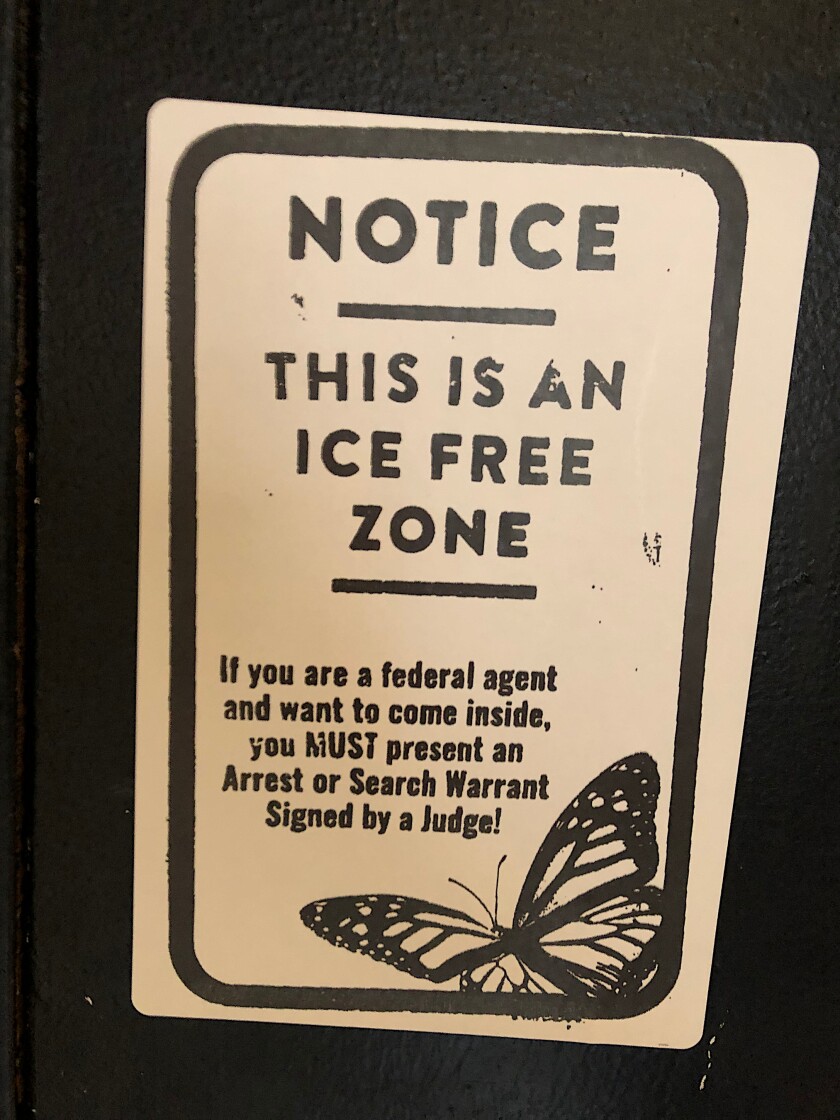 NOTICE
THIS IS AN
ICE FREE
ZONE
If you are a federal agent
and want to come inside,
you MUST present an
Arrest or Search Warrant
Signed by a Judge!